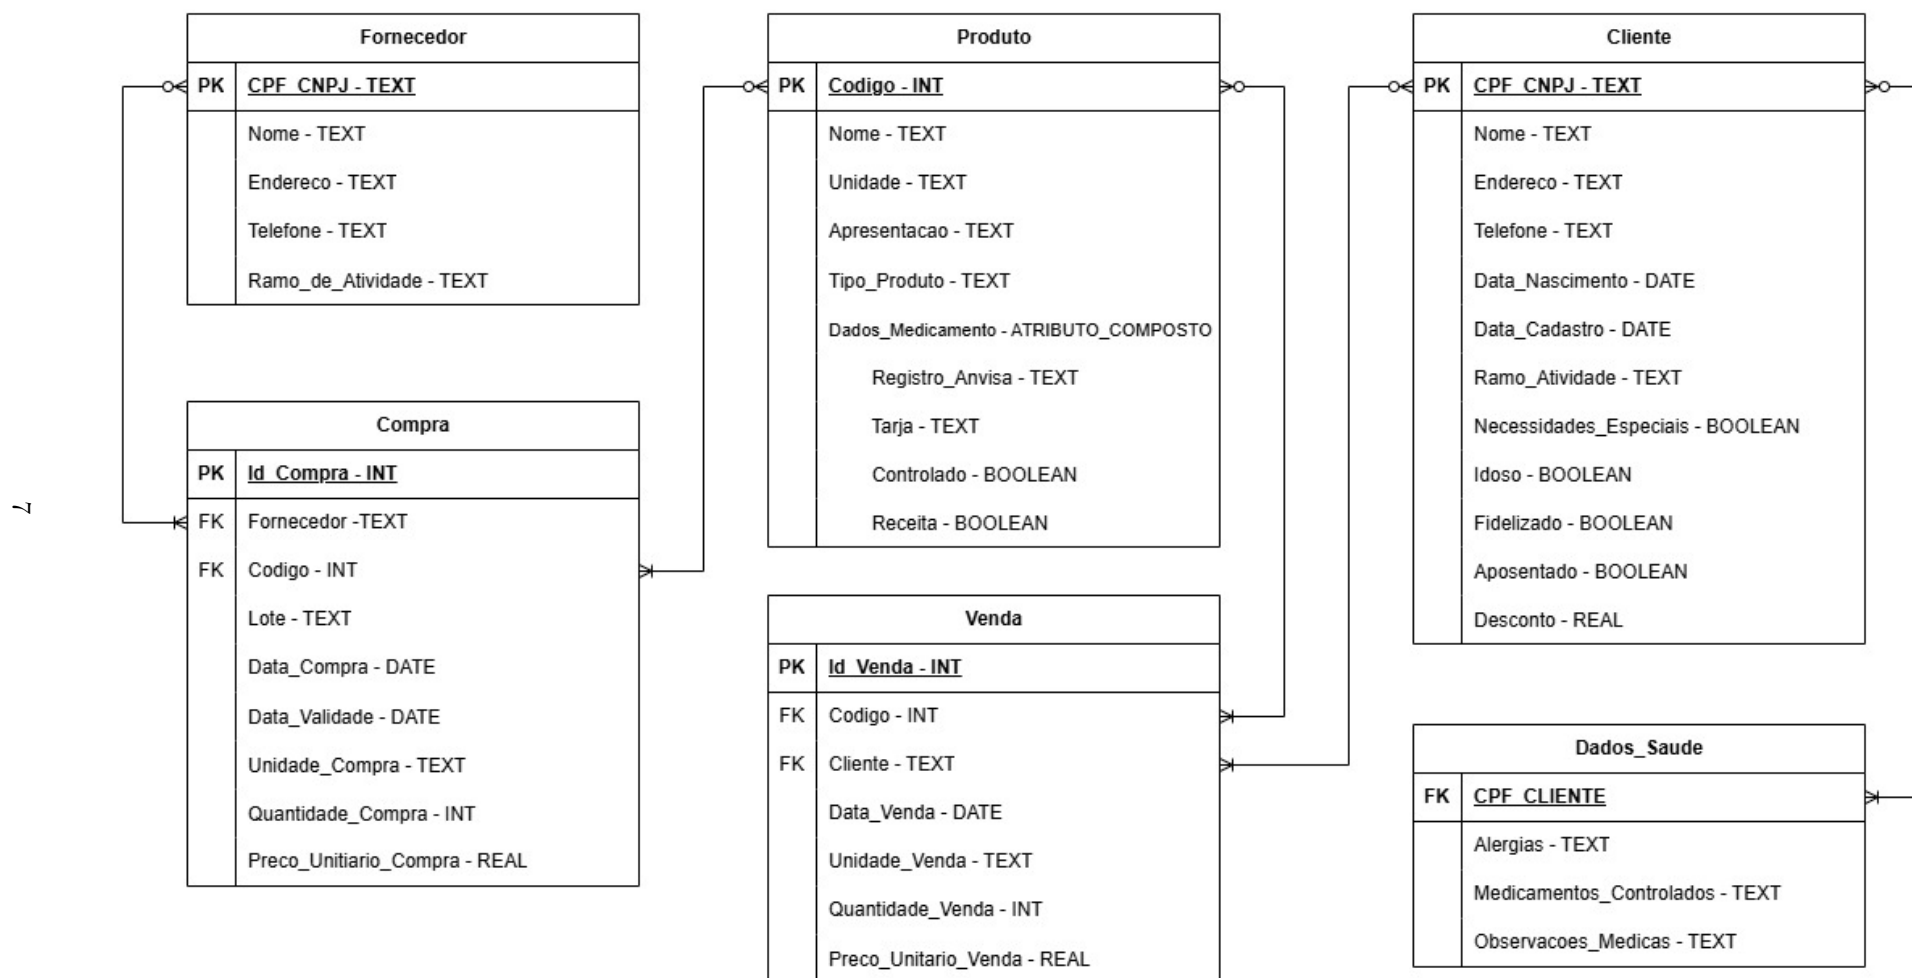 Fornecedor
PK CPF_CNPJ - TEXT
Nome - TEXT
Endereco - TEXT
Telefone - TEXT
Ramo_de_Atividade - TEXT
Compra
PK Id_Compra - INT
FK Fornecedor -TEXT
FK Codigo - INT
Lote - TEXT
Data_Compra - DATE
Data_Validade - DATE
Unidade_Compra - TEXT
Quantidade_Compra - INT
Preco_Unitiario_Compra - REAL
Produto
PK Codigo - INT
Nome - TEXT
Unidade - TEXT
Apresentacao - TEXT
Tipo_Produto - TEXT
Dados_Medicamento - ATRIBUTO_COMPOSTO
Registro_Anvisa - TEXT
Tarja - TEXT
Controlado - BOOLEAN
Receita - BOOLEAN
Venda
PK Id_Venda - INT
FK Codigo - INT
FK Cliente - TEXT
Data_Venda - DATE
Unidade_Venda - TEXT
Quantidade_Venda - INT
Preco_Unitario_Venda - REAL
Cliente
PK CPF_CNPJ - TEXT
Nome - TEXT
Endereco - TEXT
Telefone - TEXT
Data_Nascimento - DATE
Data_Cadastro - DATE
Ramo_Atividade - TEXT
Necessidades_Especiais - BOOLEAN
Idoso - BOOLEAN
Fidelizado - BOOLEAN
Aposentado - BOOLEAN
Desconto - REAL
Dados_Saude
FK CPF_CLIENTE
Alergias - TEXT
Medicamentos_Controlados - TEXT
Observacoes_Medicas - TEXT
7